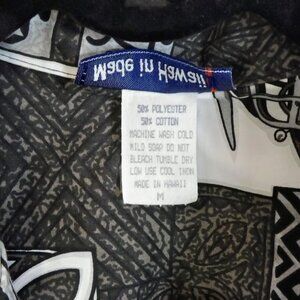 Made in Hawaii
50% POLYESTER
50% COTTON
MACHINE WASH COLD
MILD SOAP DO NOT
BLEACH TUMBLE DRY
LOW USE COOL IRON
MADE IN HAWAII
M